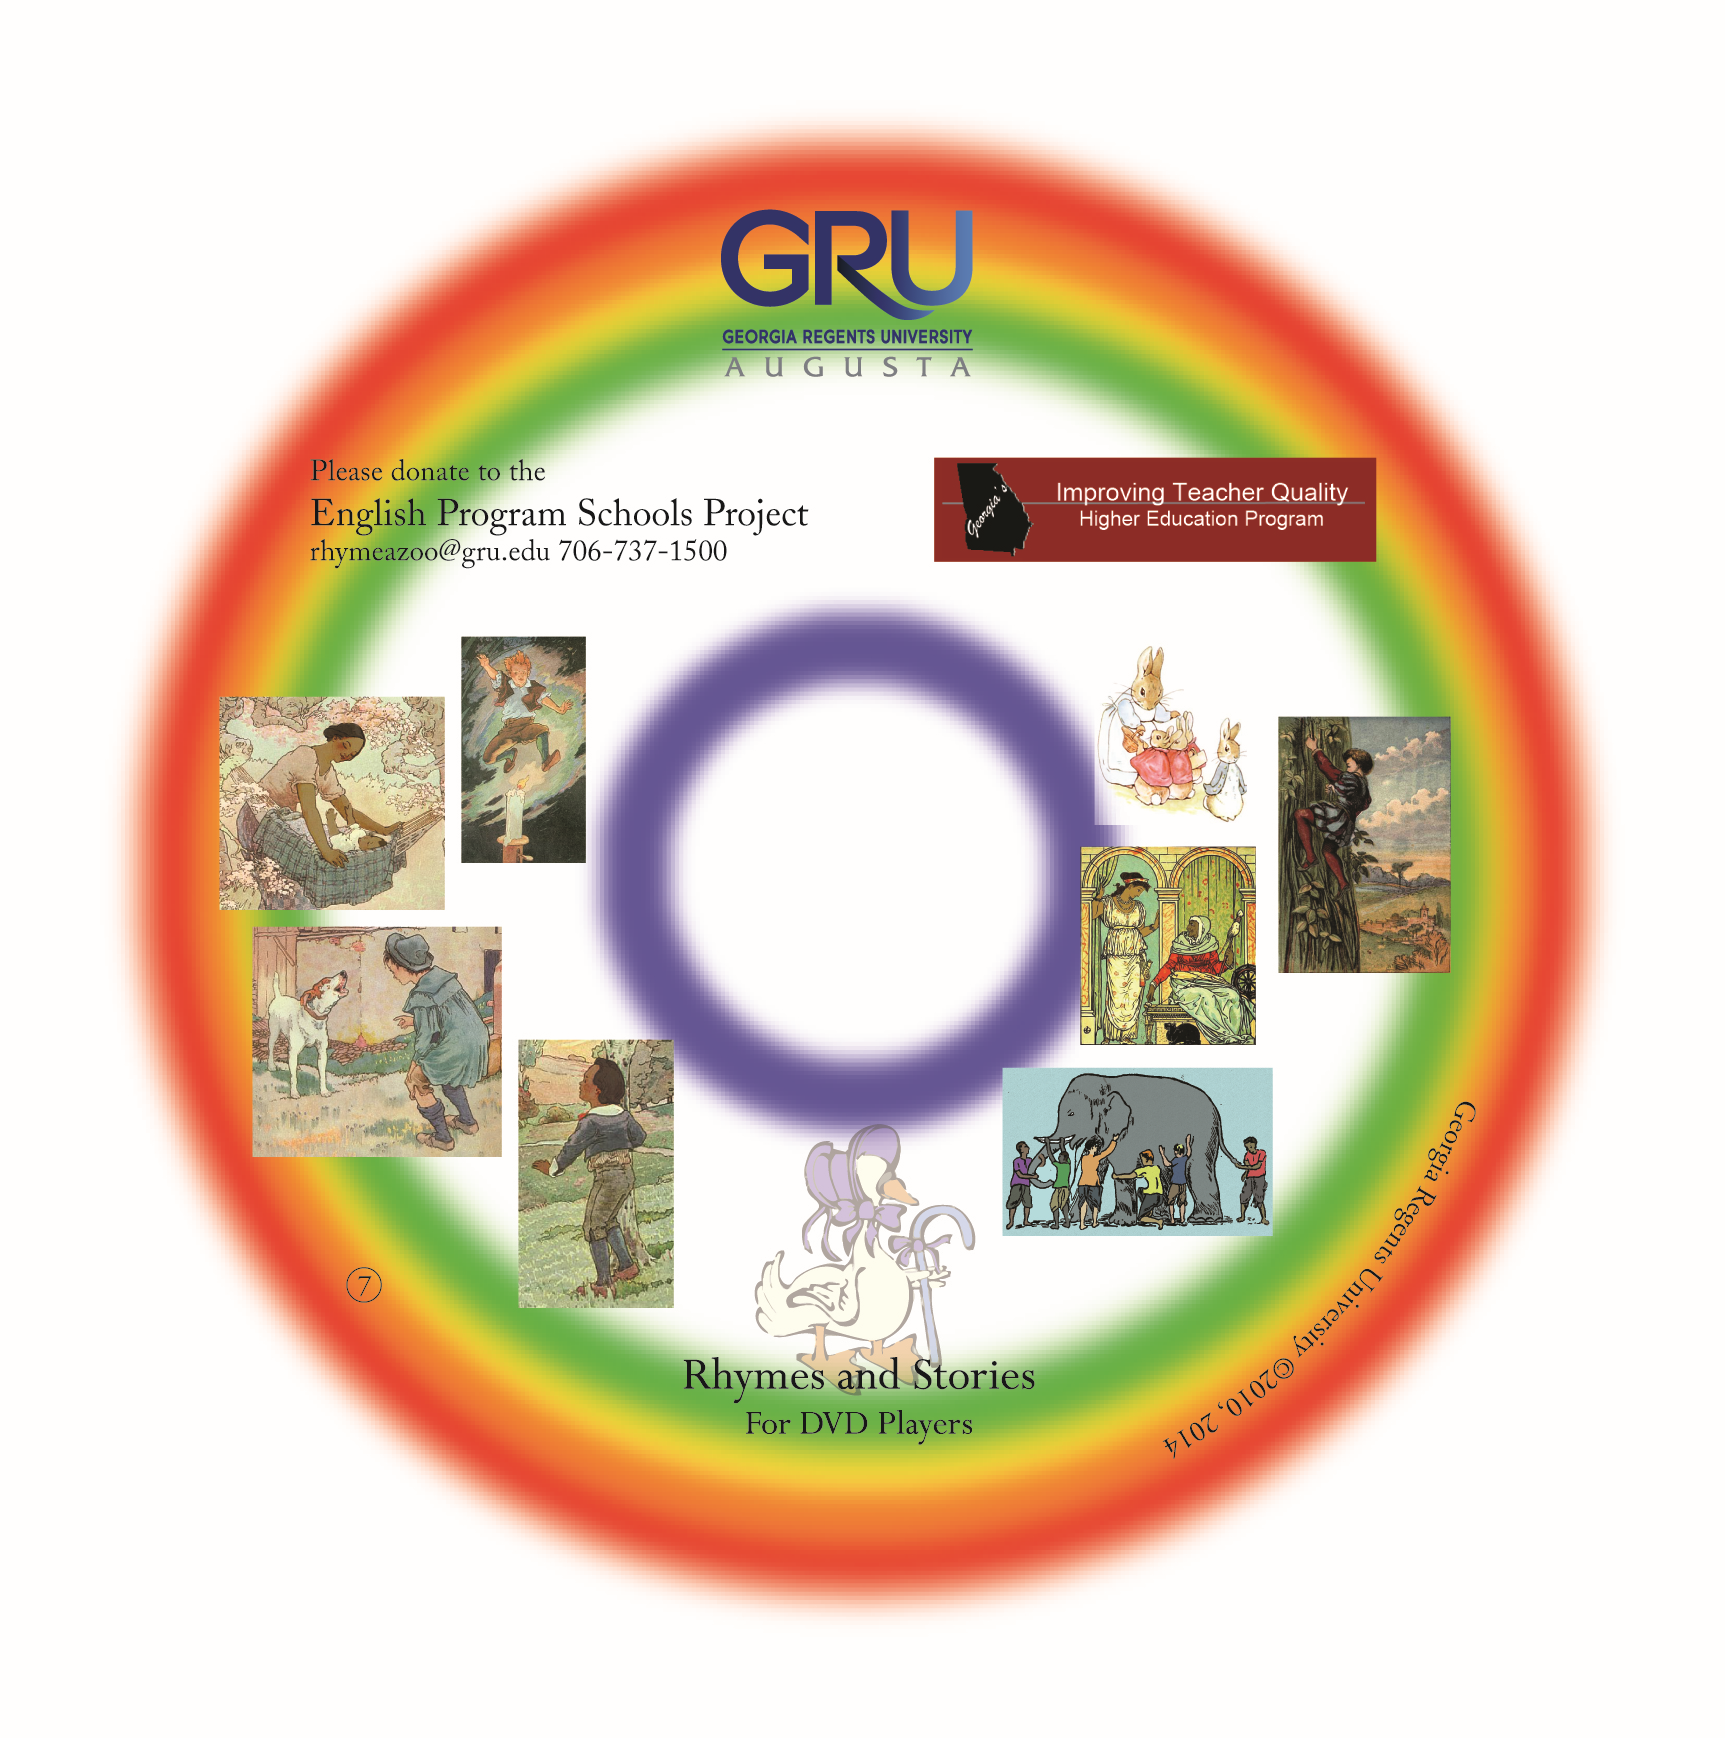 GRU
GEORGIA REGENTS UNIVERSITY
AUGUSTA
Please donate to the
English Program Schools Project
rhymeazoo@gru.edu 706-737-1500
Georgia's
Improving Teacher Quality
Higher Education Program
7
Rhymes and Stories
For DVD Players
Georgia Regents University ©2010, 2014